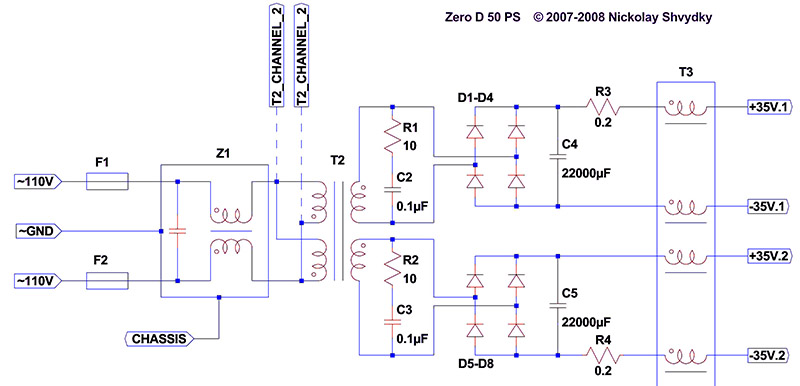 Zero D 50 PS © 2007-2008 Nickolay Shvydky
T2_CHANNEL_2
T2_CHANNEL_2
T3
D1-D4
R3
0.2
+35V.1
F1
Z1
T2
R1
10
C4
22000µF
~110V
C2
0.1µF
~GND
-35V.1
F2
R2
10
+35V.2
~110V
C5
22000µF
C3
0.1µF
CHASSIS
R4
0.2
-35V.2
D5-D8